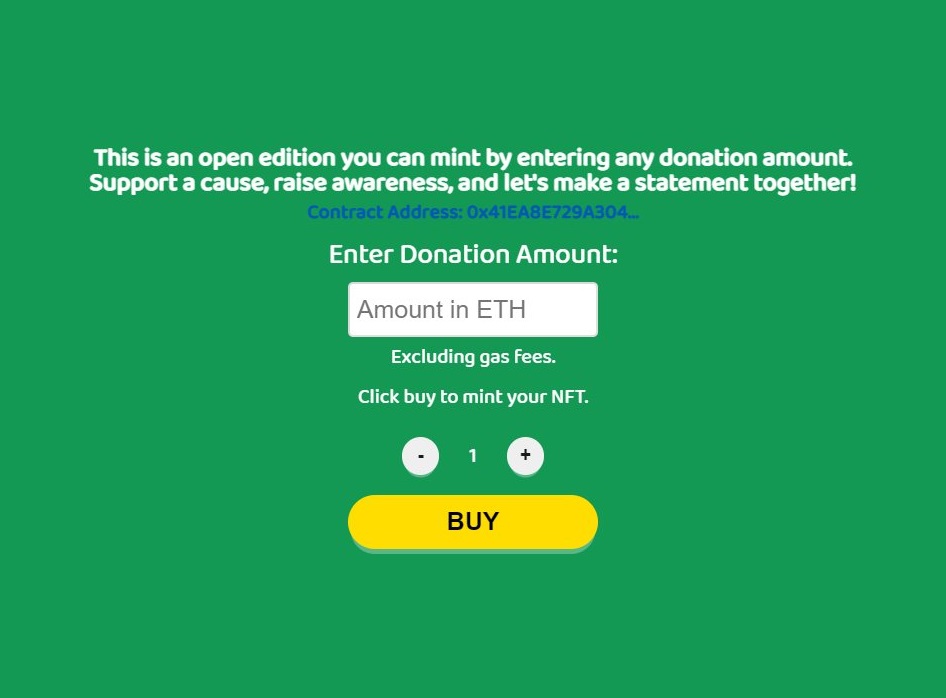 This is an open edition you can mint by entering any donation amount.
Support a cause, raise awareness, and let's make a statement together!
Contract Address: 0x41EA8E729A304...
Enter Donation Amount:
Amount in ETH
Excluding gas fees.
Click buy to mint your NFT.
- 1 +
BUY